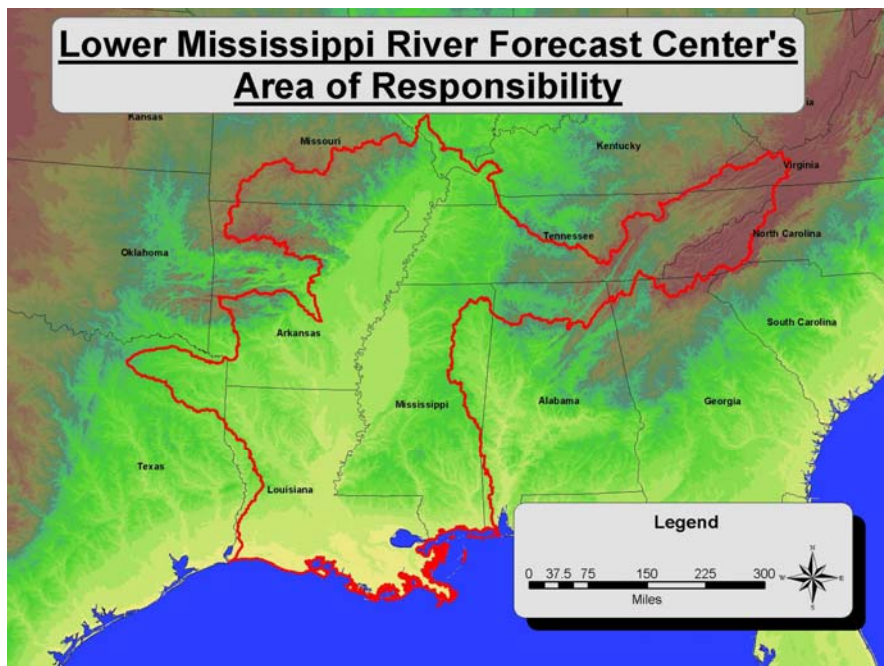 Lower Mississippi River Forecast Center's
Area of Responsibility
Kansas
Missouri
Kentucky
Virginia
Oklahoma
Tennessee
North Carolina
Arkansas
South Carolina
Mississippi
Alabama
Georgia
Texas
Louisiana
Legend
0 37.5 75 150 225 300
Miles
N
W E
S